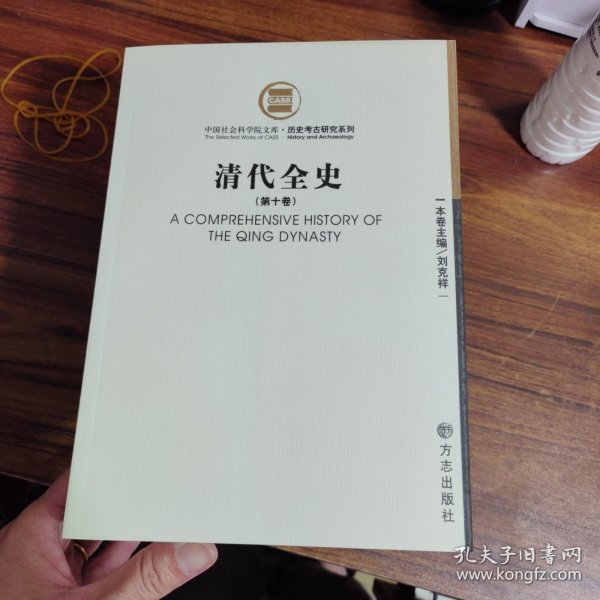 CASS
中国社会科学院文库·历史考古研究系列
The Selected Works of CASS · History and Archaeology
清代全史
(第十卷)
A COMPREHENSIVE HISTORY OF
THE QING DYNASTY
本卷主编/刘克祥
方志出版社
孔夫子旧书网
www.kongfz.com